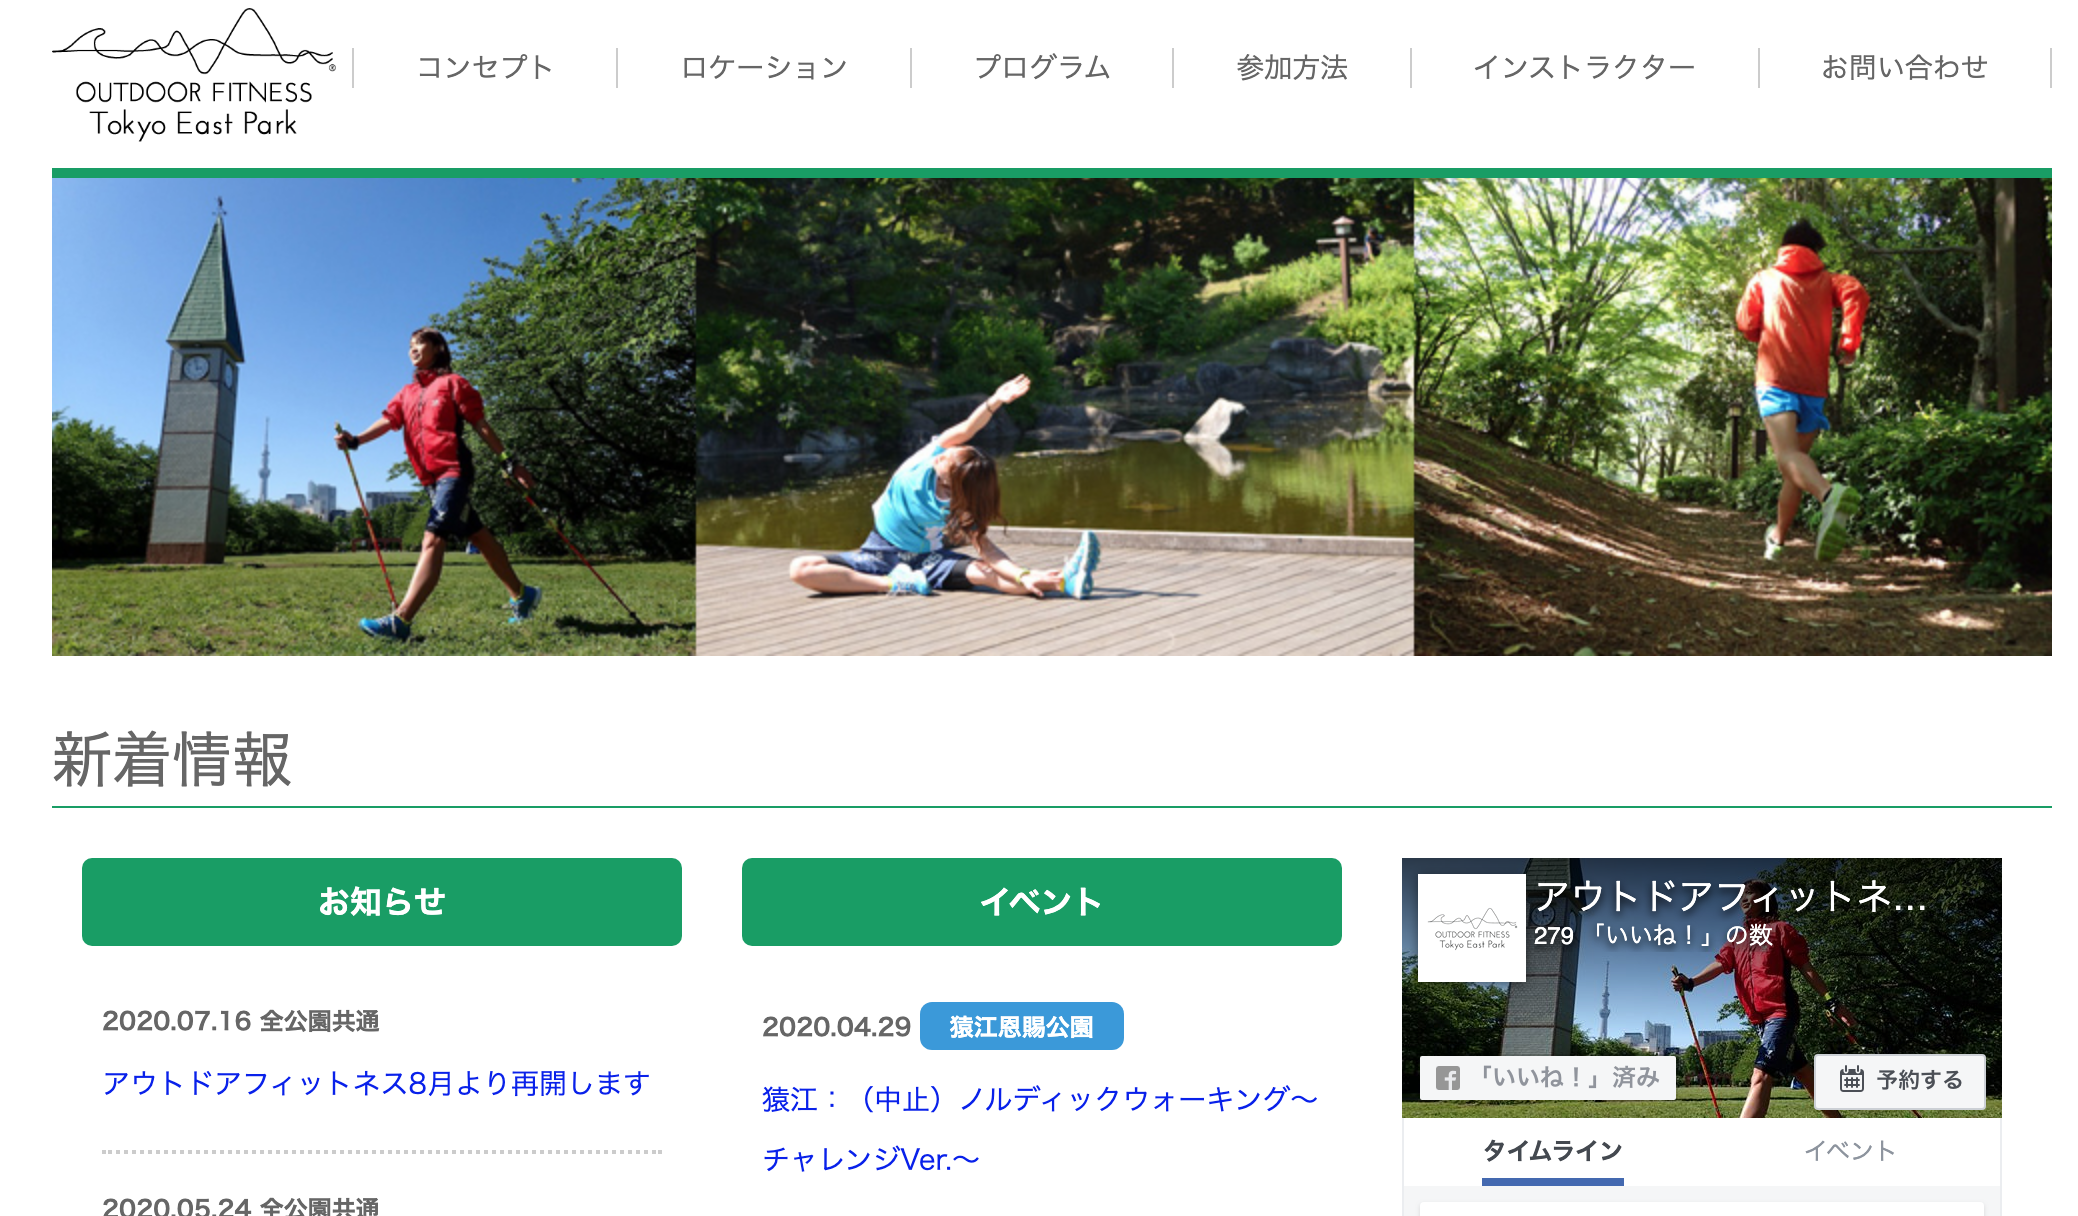 OUTDOOR FITNESS
Tokyo East Park
®
コンセプト
ロケーション
プログラム
参加方法
インストラクター
お問い合わせ
新着情報
お知らせ
2020.07.16 全公園共通
アウトドアフィットネス8月より再開します
2020.05.24 全公園共通
イベント
2020.04.29 猿江恩賜公園
猿江：（中止）ノルディックウォーキング〜
チャレンジVer.〜
OUTDOOR FITNESS
Tokyo East Park
アウトドアフィットネ...
279 「いいね！」の数
「いいね！」済み
予約する
タイムライン
イベント